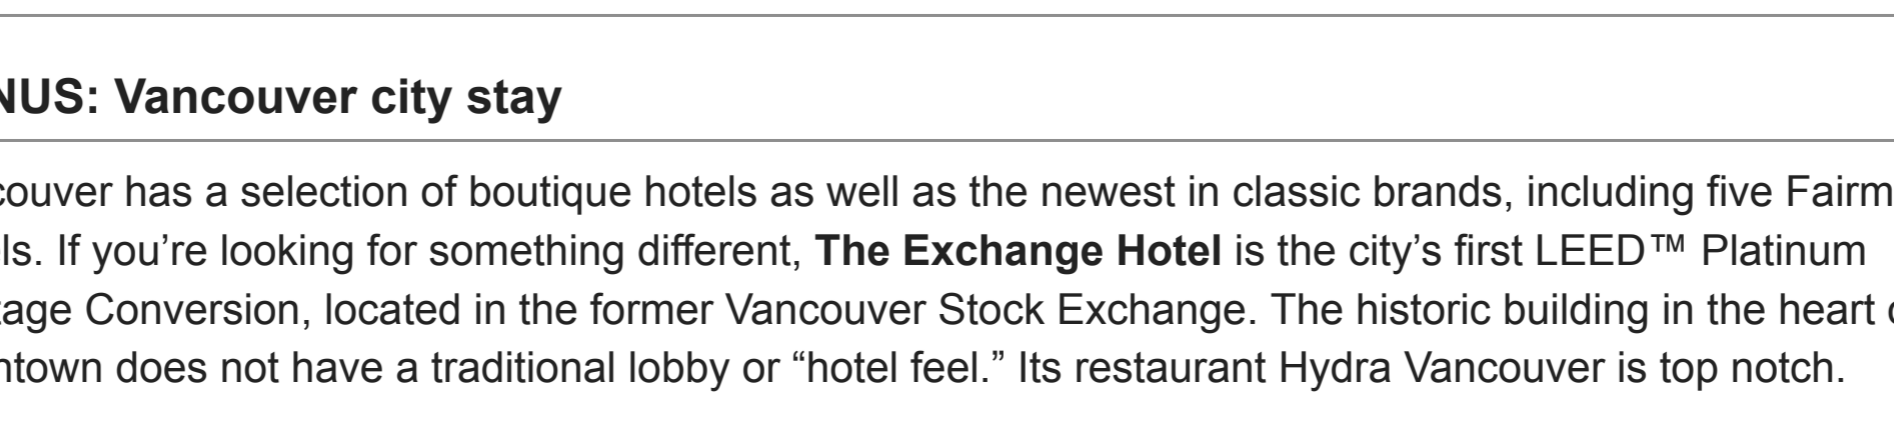 NUS: Vancouver city stay
couver has a selection of boutique hotels as well as the newest in classic brands, including five Fairm
ls. If you’re looking for something different, The Exchange Hotel is the city’s first LEED™ Platinum
tage Conversion, located in the former Vancouver Stock Exchange. The historic building in the heart o
ntown does not have a traditional lobby or “hotel feel.” Its restaurant Hydra Vancouver is top notch.